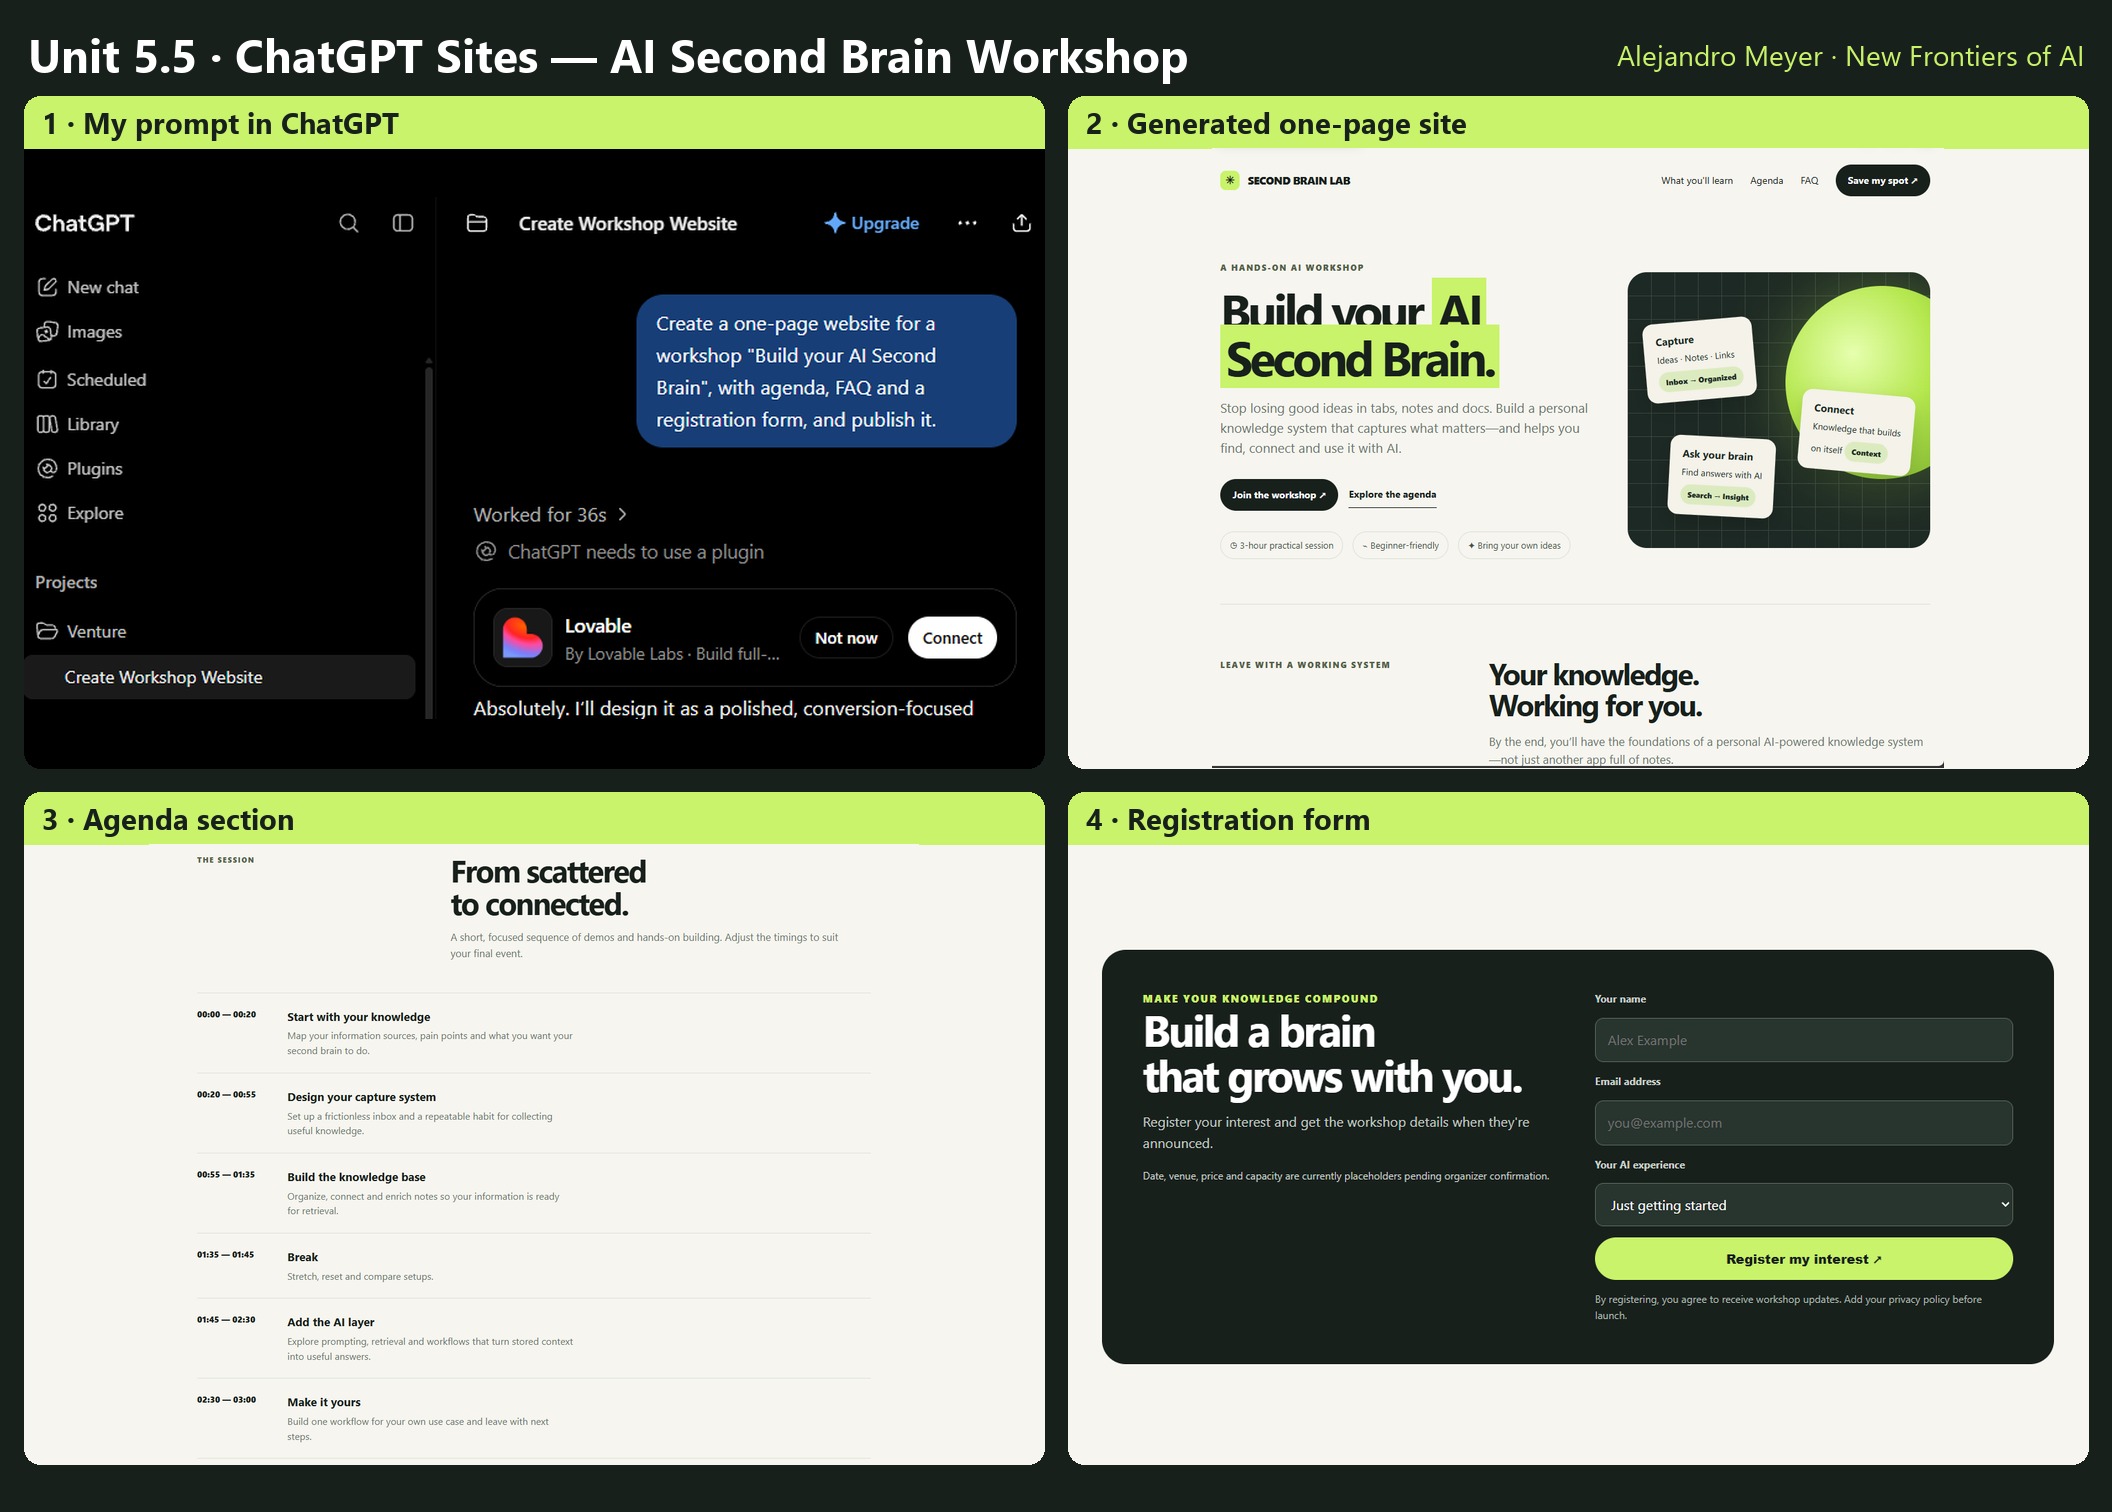 Unit 5.5 · ChatGPT Sites — AI Second Brain Workshop
Alejandro Meyer · New Frontiers of AI
1 · My prompt in ChatGPT
ChatGPT
New chat
Images
Scheduled
Library
Plugins
Explore
Projects
Venture
Create Workshop Website
Create Workshop Website
Upgrade
Create a one-page website for a
workshop "Build your AI Second
Brain", with agenda, FAQ and a
registration form, and publish it.
Worked for 36s
ChatGPT needs to use a plugin
Lovable
By Lovable Labs · Build full-...
Not now
Connect
Absolutely. I'll design it as a polished, conversion-focused
2 · Generated one-page site
SECOND BRAIN LAB
What you'll learn
Agenda
FAQ
Save my spot ↗
A HANDS-ON AI WORKSHOP
Build your AI
Second Brain.
Stop losing good ideas in tabs, notes and docs. Build a personal
knowledge system that captures what matters—and helps you
find, connect and use it with AI.
Join the workshop ↗
Explore the agenda
3-hour practical session
Beginner-friendly
Bring your own ideas
Capture
Ideas · Notes · Links
Inbox → Organized
Connect
Knowledge that builds
on itself Context
Ask your brain
Find answers with AI
Search → Insight
LEAVE WITH A WORKING SYSTEM
Your knowledge.
Working for you.
By the end, you'll have the foundations of a personal AI-powered knowledge system
—not just another app full of notes.
3 · Agenda section
THE SESSION
From scattered
to connected.
A short, focused sequence of demos and hands-on building. Adjust the timings to suit
your final event.
00:00 — 00:20
Start with your knowledge
Map your information sources, pain points and what you want your
second brain to do.
00:20 — 00:55
Design your capture system
Set up a frictionless inbox and a repeatable habit for collecting
useful knowledge.
00:55 — 01:35
Build the knowledge base
Organize, connect and enrich notes so your information is ready
for retrieval.
01:35 — 01:45
Break
Stretch, reset and compare setups.
01:45 — 02:30
Add the AI layer
Explore prompting, retrieval and workflows that turn stored context
into useful answers.
02:30 — 03:00
Make it yours
Build one workflow for your own use case and leave with next
steps.
4 · Registration form
MAKE YOUR KNOWLEDGE COMPOUND
Build a brain
that grows with you.
Register your interest and get the workshop details when they're
announced.
Date, venue, price and capacity are currently placeholders pending organizer confirmation.
Your name
Alex Example
Email address
you@example.com
Your AI experience
Just getting started
Register my interest ↗
By registering, you agree to receive workshop updates. Add your privacy policy before
launch.